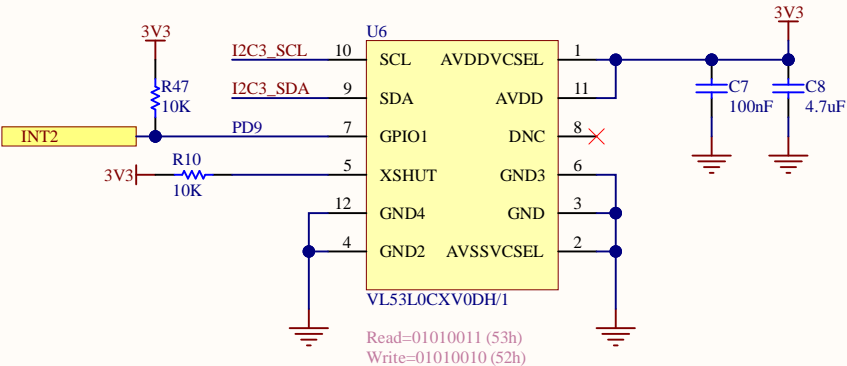 3V3
3V3
U6
I2C3_SCL 10 SCL AVDDVCSEL 1
R47
10K
I2C3_SDA 9 SDA AVDD 11
C7
100nF
C8
4.7uF
INT2 PD9 7 GPIO1 DNC 8
3V3 R10 10K 5 XSHUT GND3 6
12 GND4 GND 3
4 GND2 AVSSVCSEL 2
VL53L0CXV0DH/1
Read=01010011 (53h)
Write=01010010 (52h)